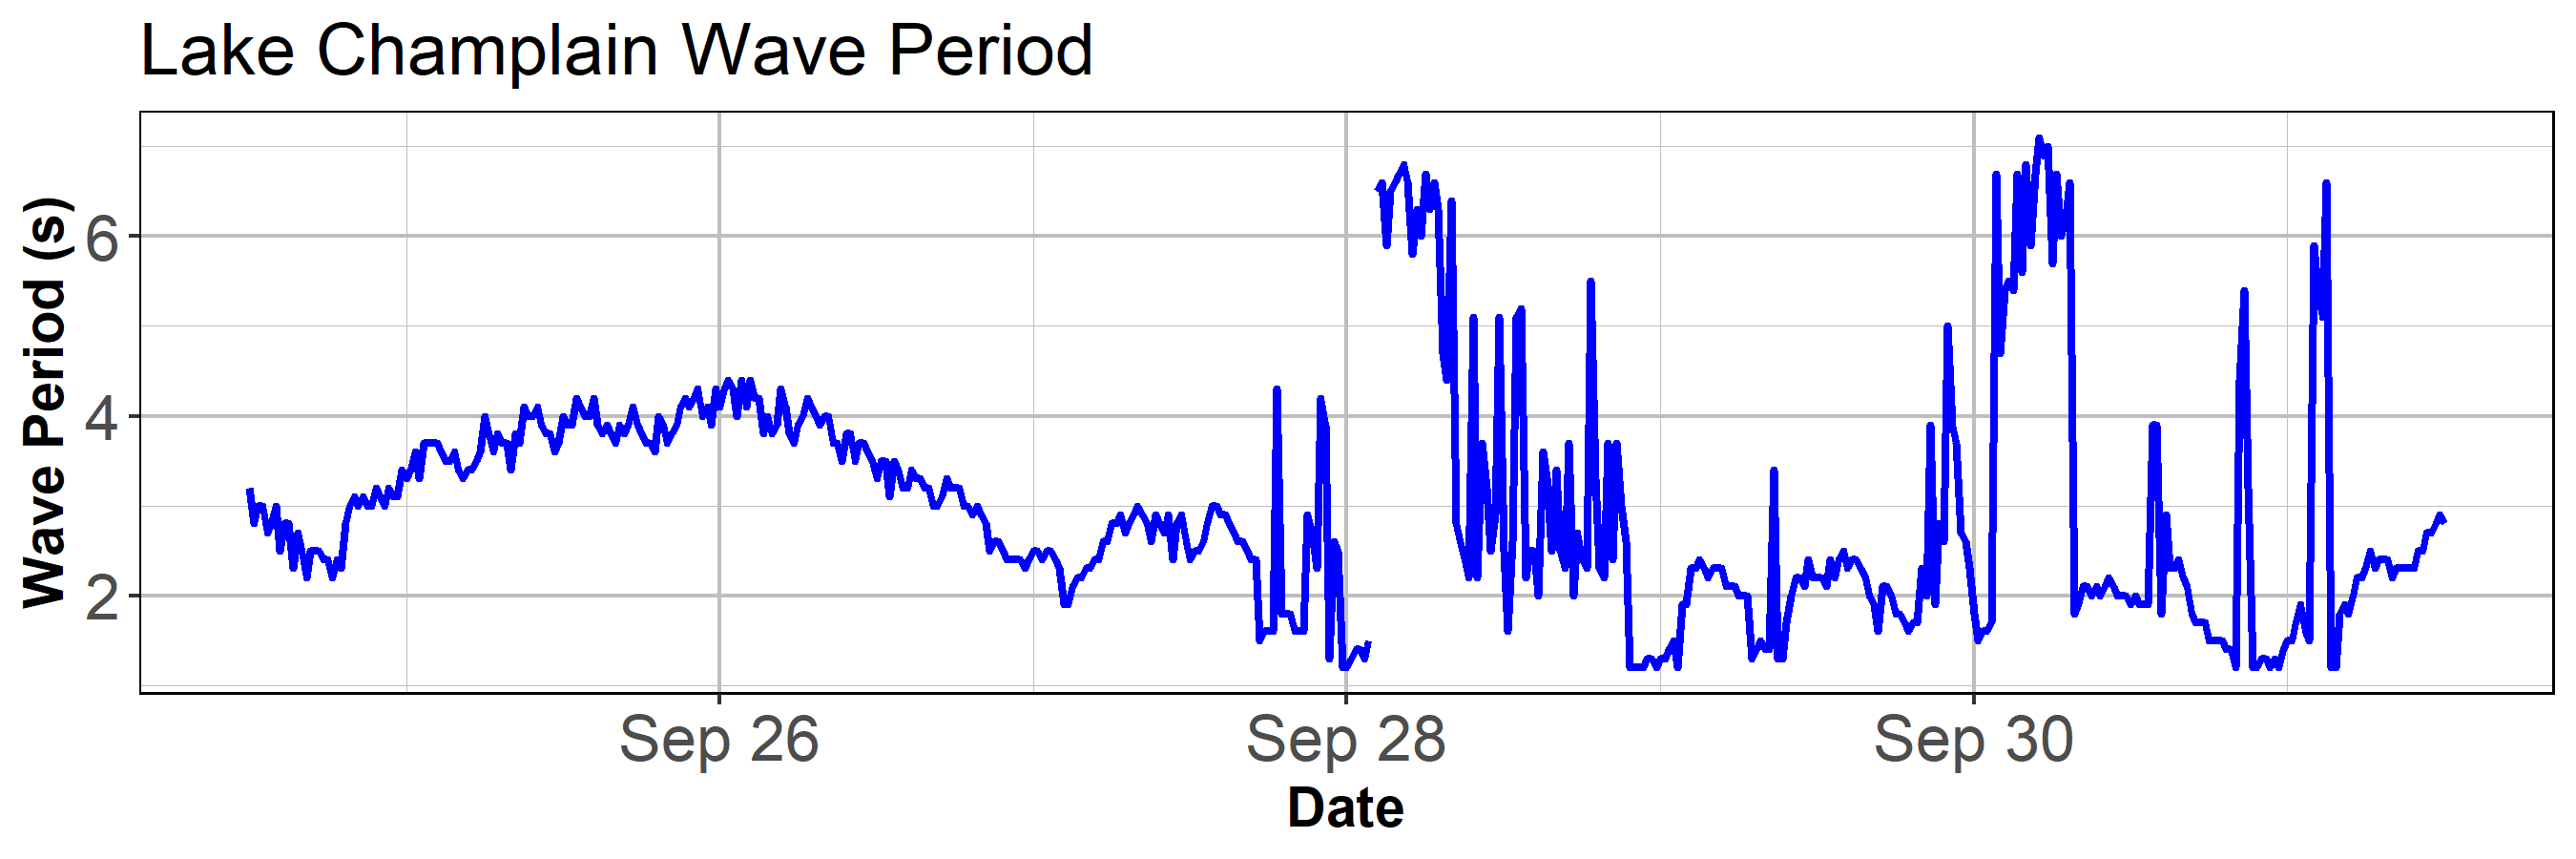 Lake Champlain Wave Period
Wave Period (s)
6
4
2
Sep 26
Sep 28
Sep 30
Date